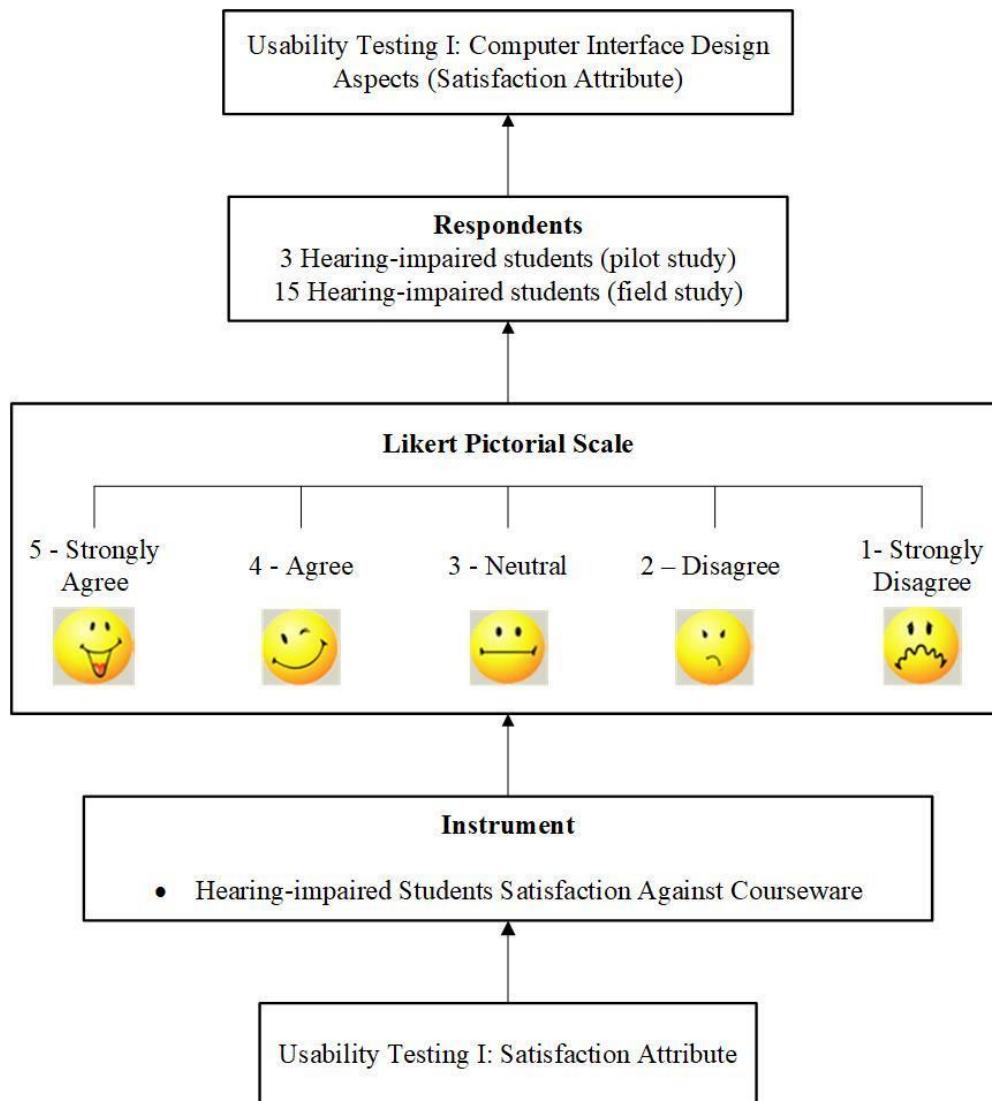 Usability Testing I: Computer Interface Design
Aspects (Satisfaction Attribute)
Respondents
3 Hearing-impaired students (pilot study)
15 Hearing-impaired students (field study)
Likert Pictorial Scale
5 - Strongly
Agree
4 - Agree
3 - Neutral
2 – Disagree
1- Strongly
Disagree
Instrument
• Hearing-impaired Students Satisfaction Against Courseware
Usability Testing I: Satisfaction Attribute